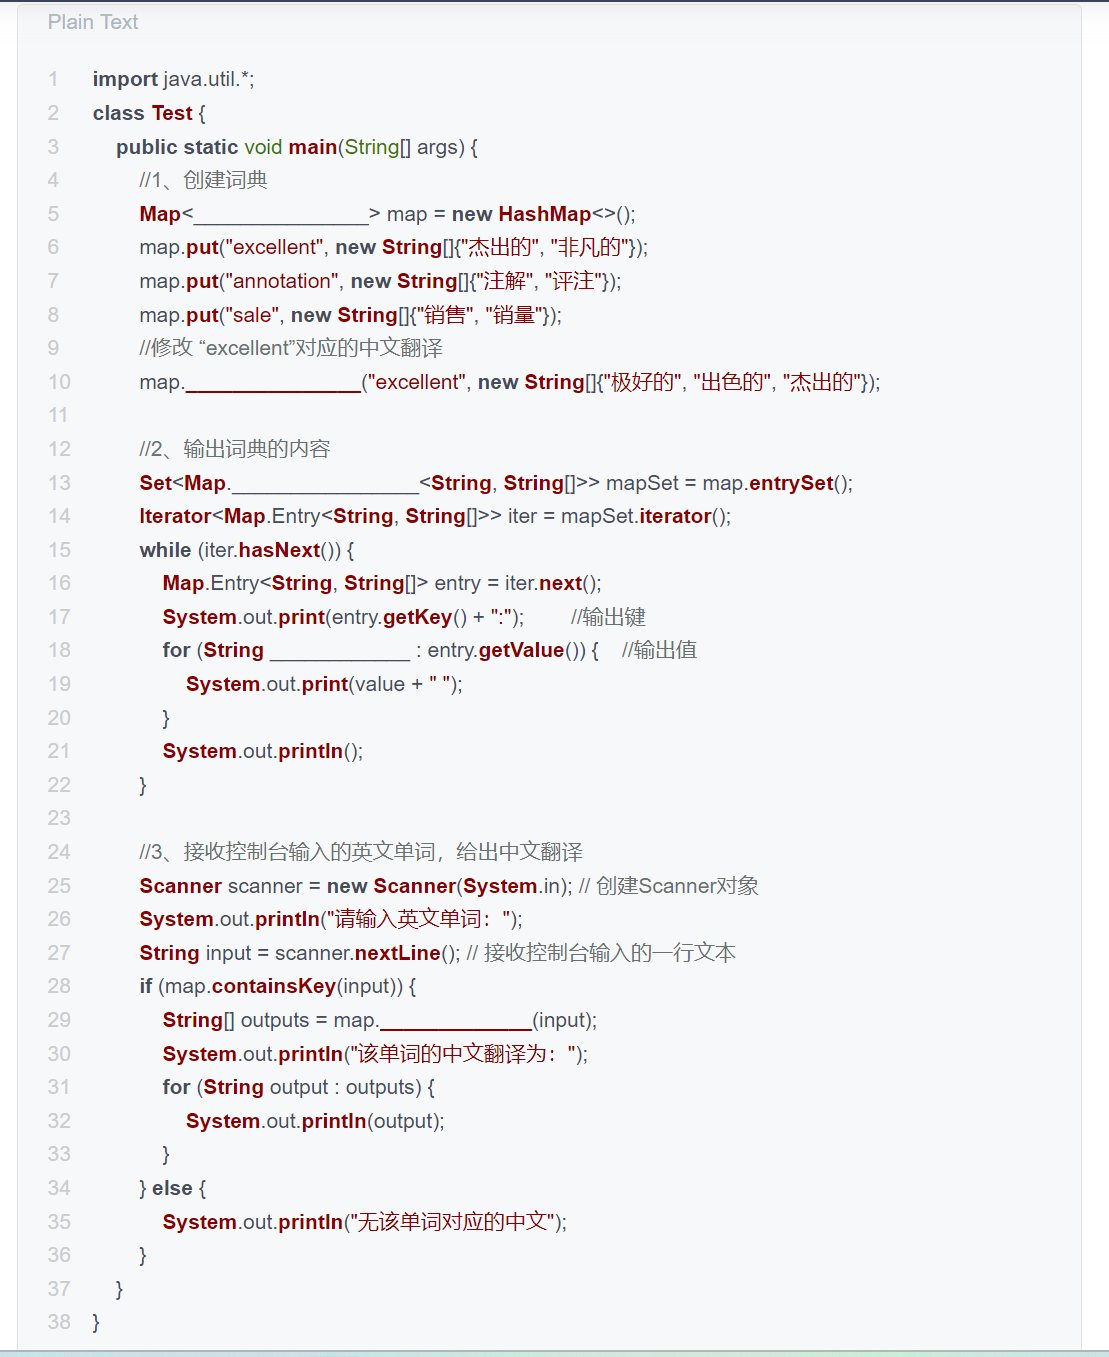 Plain Text
1 import java.util.*;
2 class Test {
3 public static void main(String[] args) {
4 //1、创建词典
5 Map<_______________> map = new HashMap<>();
6 map.put("excellent", new String[]{"杰出的", "非凡的"});
7 map.put("annotation", new String[]{"注解", "评注"});
8 map.put("sale", new String[]{"销售", "销量"});
9 //修改 “excellent”对应的中文翻译
10 map._______________("excellent", new String[]{"极好的", "出色的", "杰出的"});
11
12 //2、输出词典的内容
13 Set<Map.________________<String, String[]>> mapSet = map.entrySet();
14 Iterator<Map.Entry<String, String[]>> iter = mapSet.iterator();
15 while (iter.hasNext()) {
16 Map.Entry<String, String[]> entry = iter.next();
17 System.out.print(entry.getKey() + ":"); //输出键
18 for (String ____________ : entry.getValue()) { //输出值
19 System.out.print(value + " ");
20 }
21 System.out.println();
22 }
23
24 //3、接收控制台输入的英文单词，给出中文翻译
25 Scanner scanner = new Scanner(System.in); // 创建Scanner对象
26 System.out.println("请输入英文单词：");
27 String input = scanner.nextLine(); // 接收控制台输入的一行文本
28 if (map.containsKey(input)) {
29 String[] outputs = map._____________(input);
30 System.out.println("该单词的中文翻译为：");
31 for (String output : outputs) {
32 System.out.println(output);
33 }
34 } else {
35 System.out.println("无该单词对应的中文");
36 }
37 }
38 }